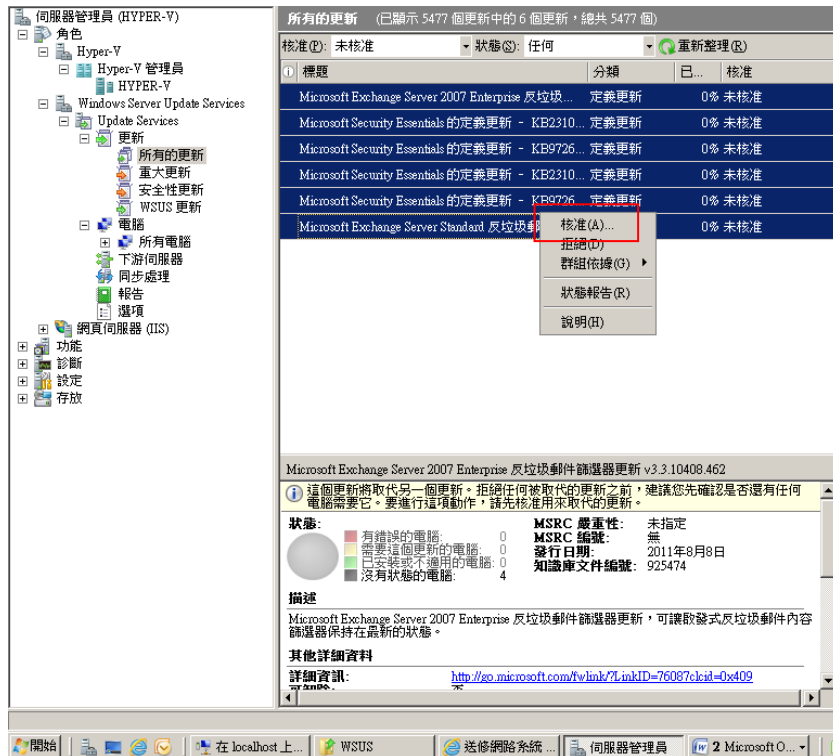 伺服器管理員 (HYPER-V)
角色
Hyper-V
Hyper-V 管理員
HYPER-V
Windows Server Update Services
Update Services
更新
所有的更新
重大更新
安全性更新
WSUS 更新
電腦
所有電腦
下游伺服器
同步處理
報告
選項
網頁伺服器 (IIS)
功能
診斷
設定
存放
所有的更新 (已顯示 5477 個更新中的 6 個更新，總共 5477 個)
核准(P): 未核准 狀態(S): 任何 重新整理(R)
標題 分類 已... 核准
Microsoft Exchange Server 2007 Enterprise 反垃圾... 定義更新 0% 未核准
Microsoft Security Essentials 的定義更新 - KB2310... 定義更新 0% 未核准
Microsoft Security Essentials 的定義更新 - KB9726... 定義更新 0% 未核准
Microsoft Security Essentials 的定義更新 - KB2310... 定義更新 0% 未核准
Microsoft Security Essentials 的定義更新 - KB9726... 定義更新 0% 未核准
Microsoft Exchange Server Standard 反垃圾郵 0% 未核准
核准(A)...
拒絕(D)
群組依據(G)
狀態報告(R)
說明(H)
Microsoft Exchange Server 2007 Enterprise 反垃圾郵件篩選器更新 v3.3.10408.462
這個更新將取代另一個更新。拒絕任何被取代的更新之前，建議您先確認是否還有任何
電腦需要它。要進行這項動作，請先核准用來取代的更新。
狀態:
有錯誤的電腦: 0
需要這個更新的電腦: 0
已安裝或不適用的電腦: 0
沒有狀態的電腦: 4
MSRC 嚴重性: 未指定
MSRC 編號: 無
發行日期: 2011年8月8日
知識庫文件編號: 925474
描述
Microsoft Exchange Server 2007 Enterprise 反垃圾郵件篩選器更新，可讓啟發式反垃圾郵件內容
篩選器保持在最新的狀態。
其他詳細資料
詳細資訊: http://go.microsoft.com/fwlink/?LinkID=76087clcid=0x409
可卸除: 否
開始 在 localhost 上... WSUS 送修網路系統 ... 伺服器管理員 2 Microsoft O...